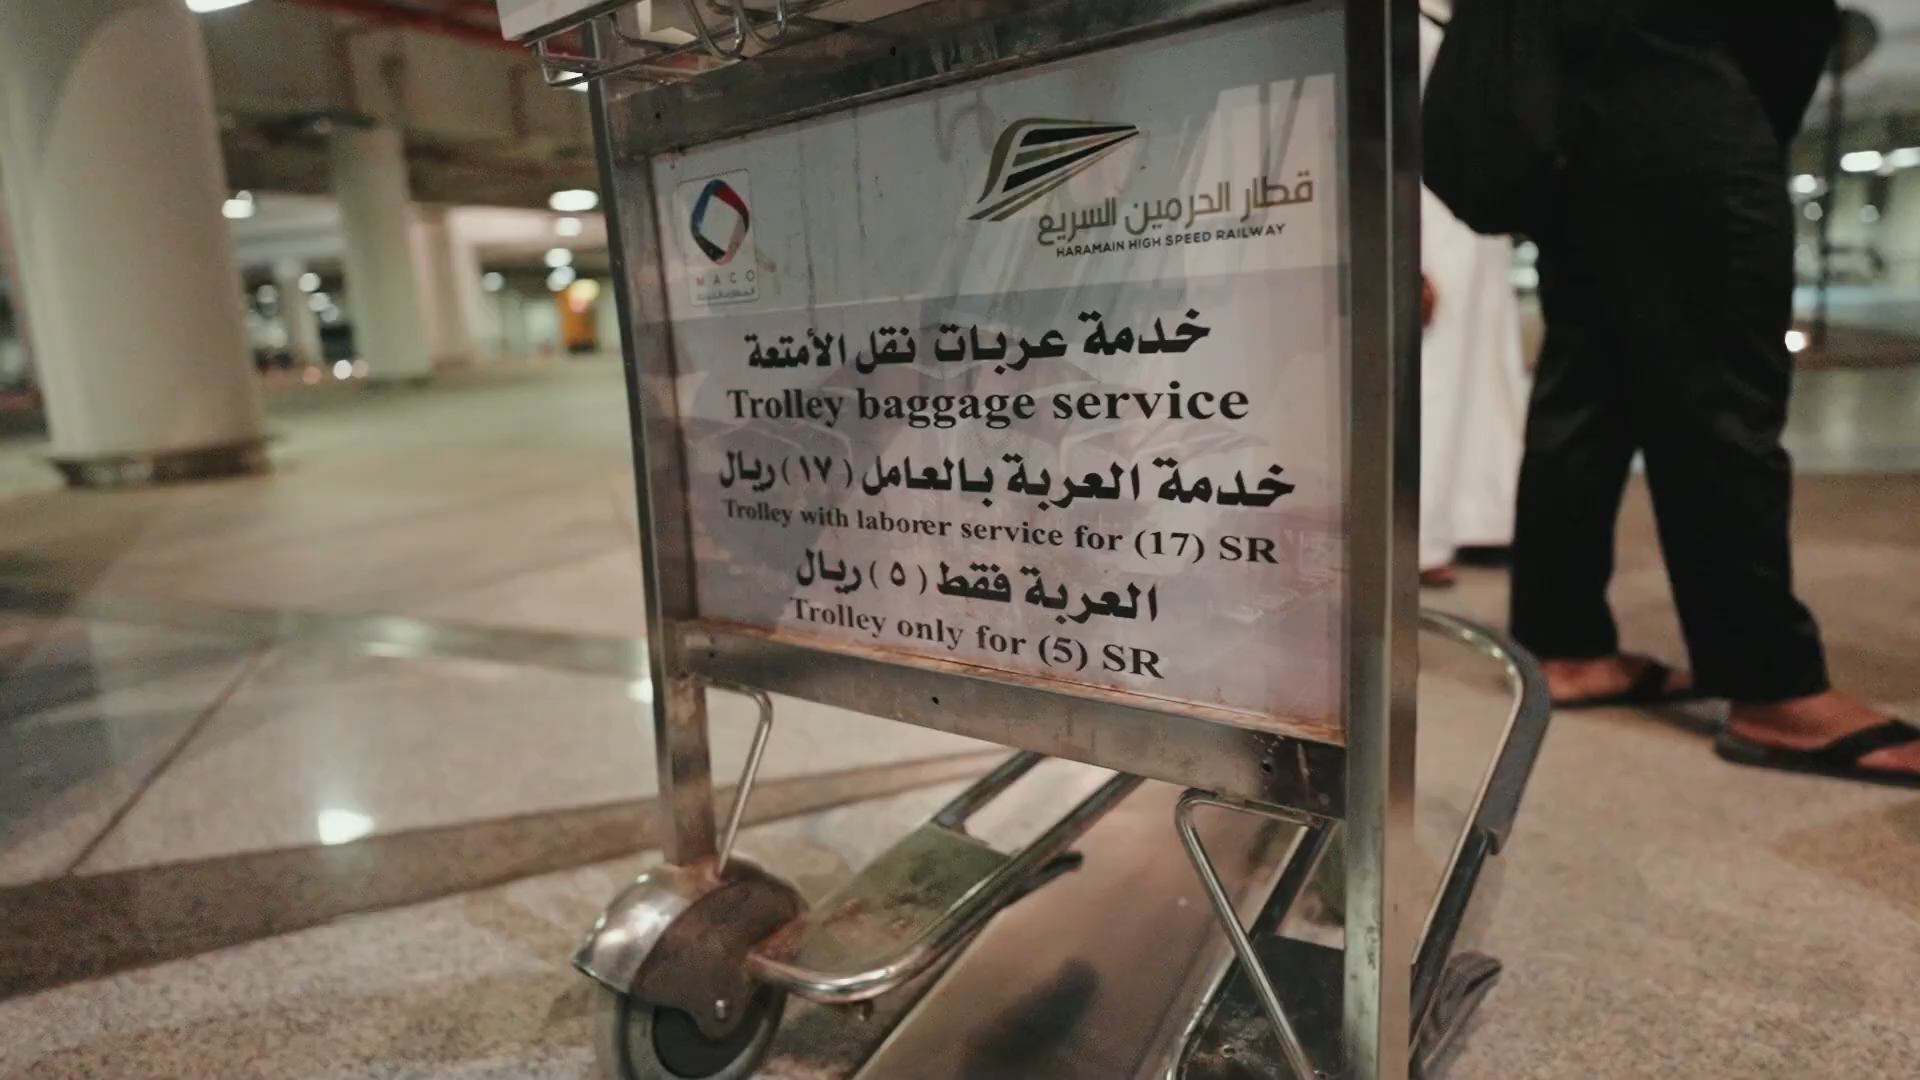 قطار الحرمين السريع
HARAMAIN HIGH SPEED RAILWAY
MACO
خدمة عربات نقل الأمتعة
Trolley baggage service
خدمة العربة بالعامل (١٧) ريال
Trolley with laborer service for (17) SR
العربة فقط (٥) ريال
Trolley only for (5) SR